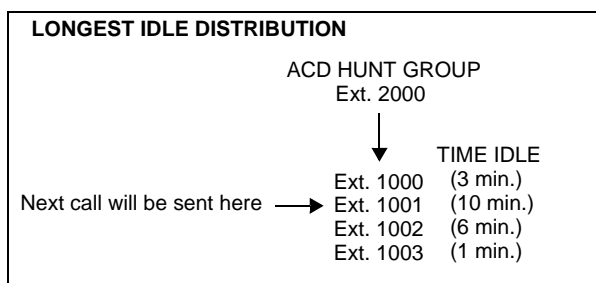 LONGEST IDLE DISTRIBUTION
ACD HUNT GROUP
Ext. 2000
TIME IDLE
Ext. 1000 (3 min.)
Next call will be sent here Ext. 1001 (10 min.)
Ext. 1002 (6 min.)
Ext. 1003 (1 min.)